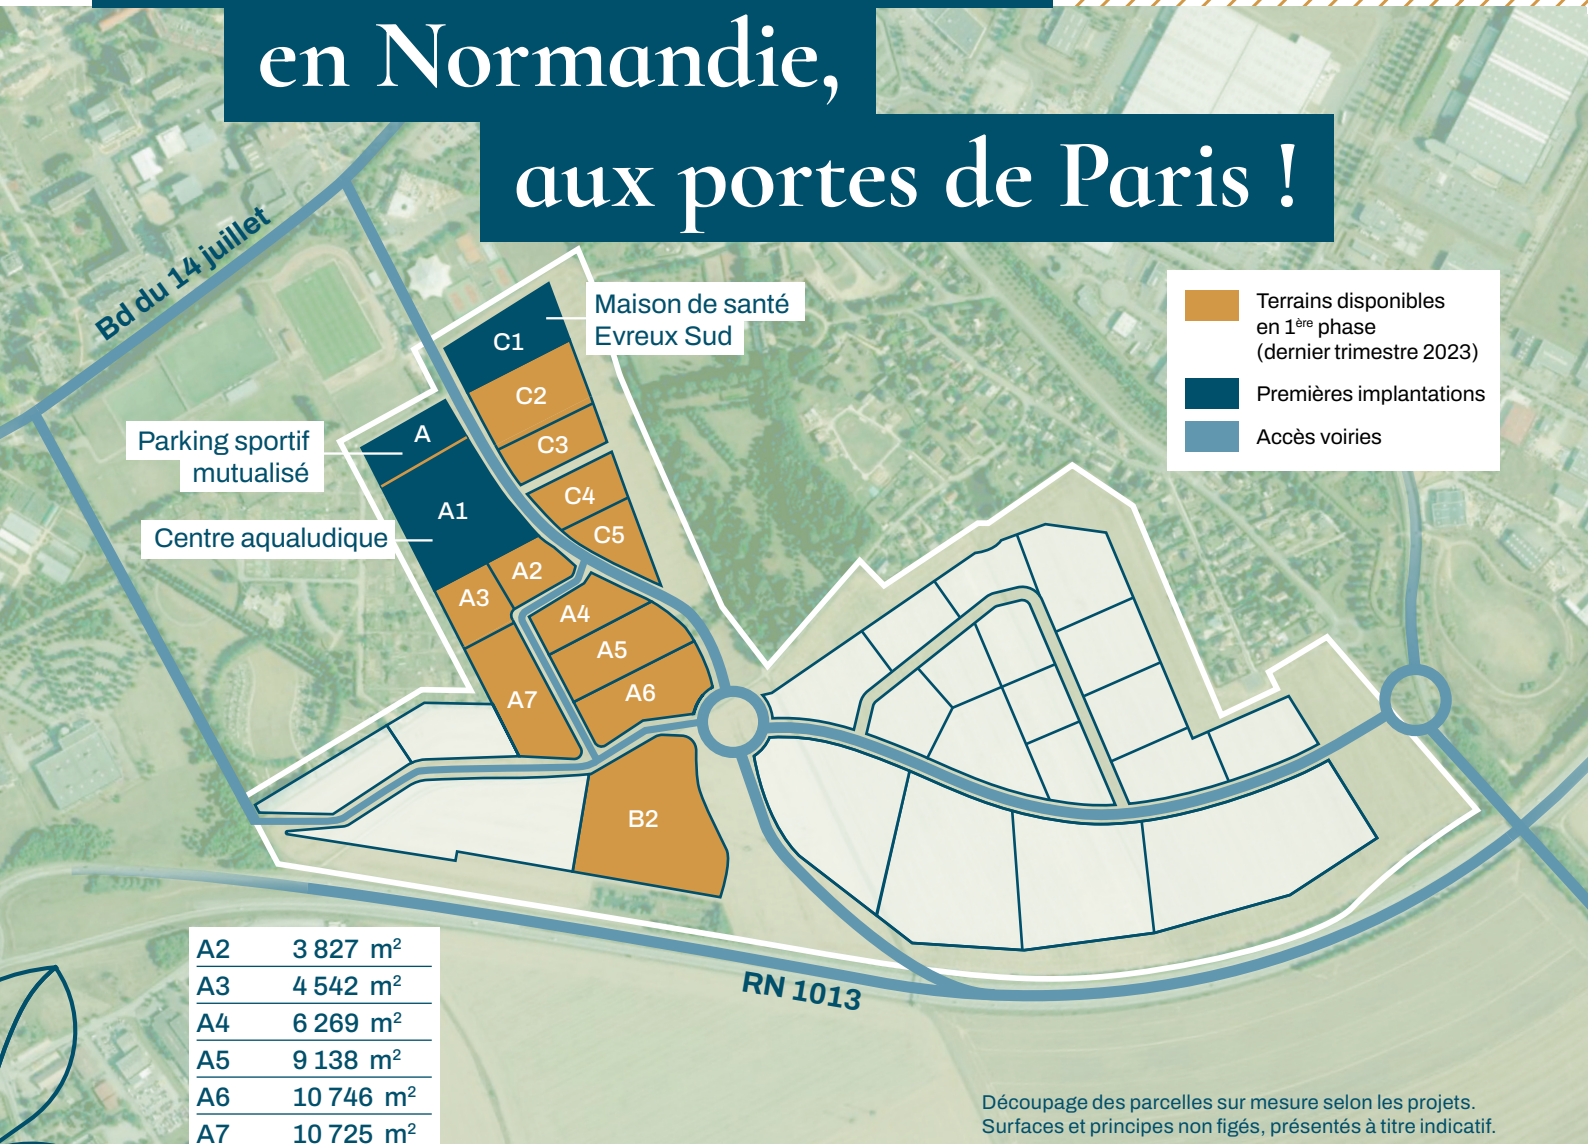 en Normandie,
aux portes de Paris !
Bd du 14 juillet
Maison de santé
Evreux Sud
Terrains disponibles
en 1ère phase
(dernier trimestre 2023)
Premières implantations
Accès voiries
Parking sportif
mutualisé
Centre aqualudique
C1
C2
C3
C4
C5
A
A1
A2
A3
A4
A5
A6
A7
B2
RN 1013
A2 3 827 m²
A3 4 542 m²
A4 6 269 m²
A5 9 138 m²
A6 10 746 m²
A7 10 725 m²
Découpage des parcelles sur mesure selon les projets.
Surfaces et principes non figés, présentés à titre indicatif.